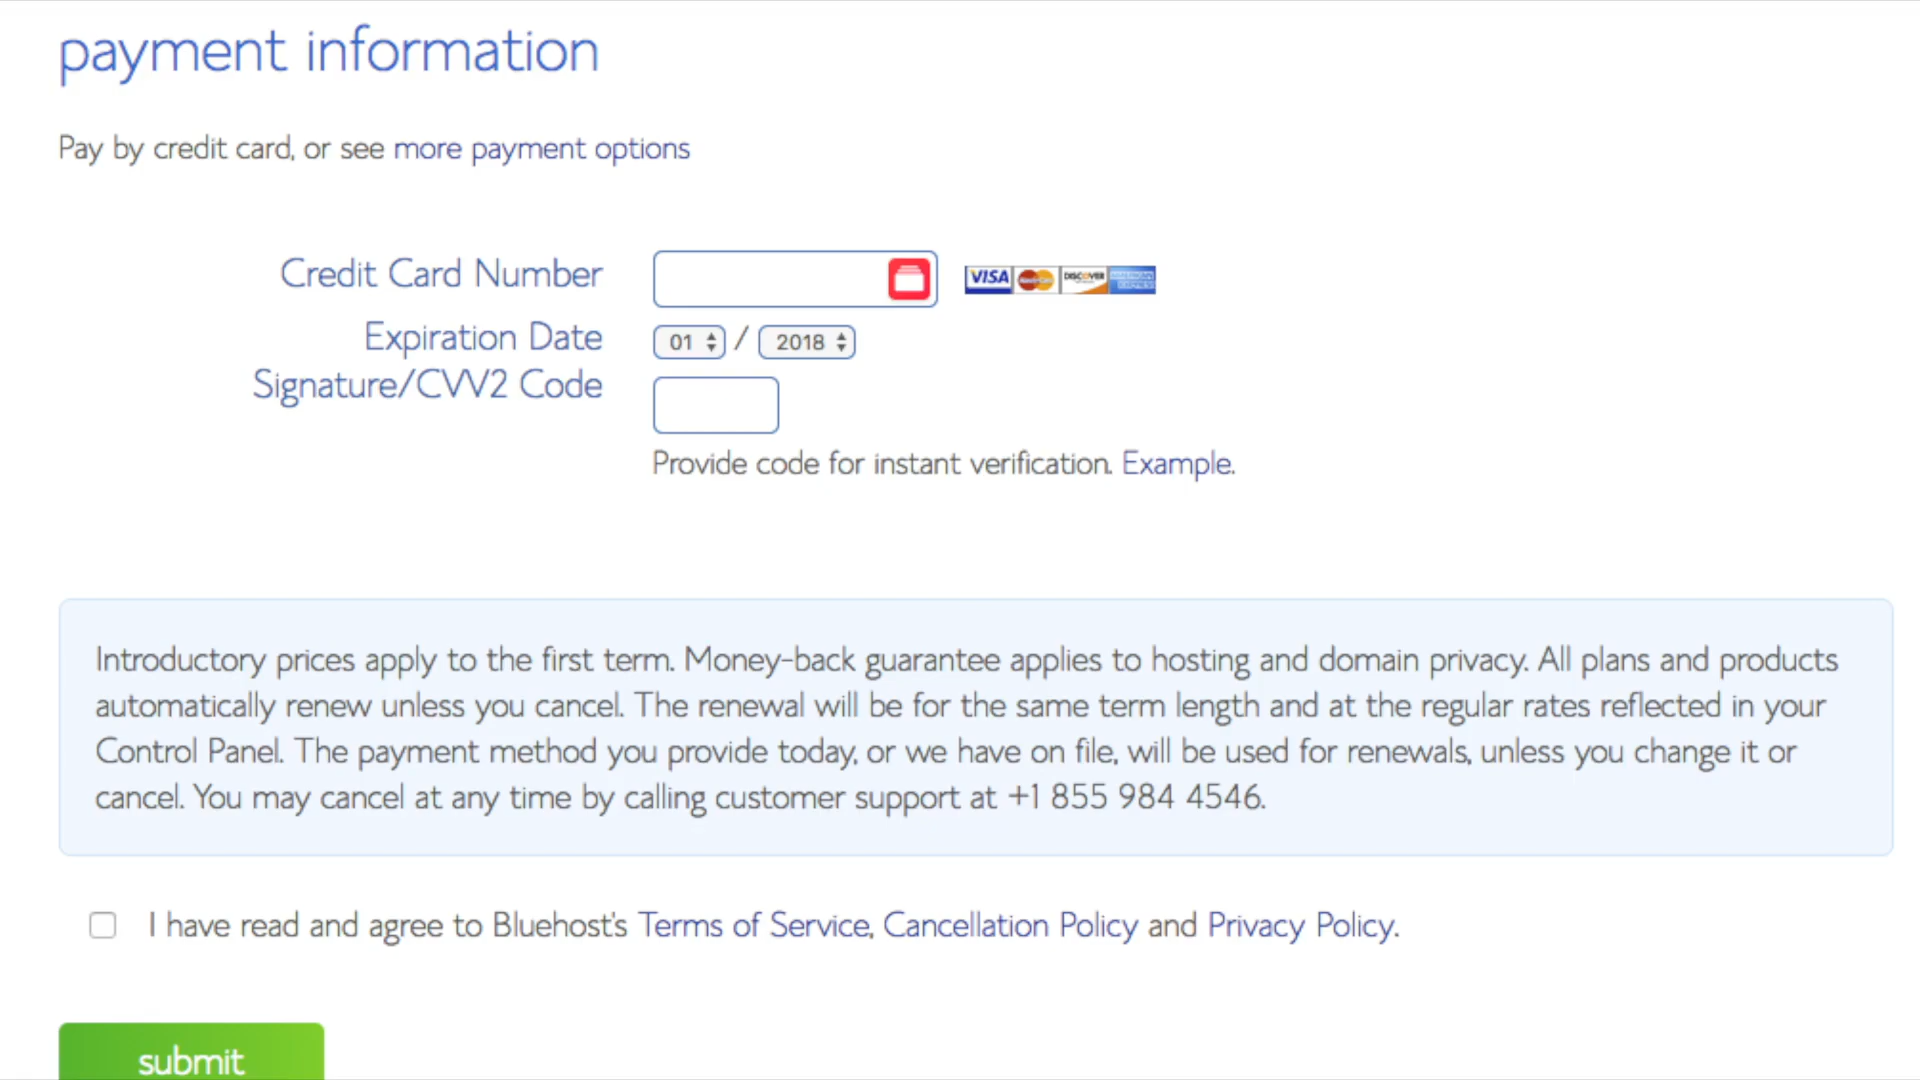 payment information
Pay by credit card, or see more payment options
Credit Card Number
VISA DISCOVER AMERICAN EXPRESS
Expiration Date 01 / 2018
Signature/CVV2 Code
Provide code for instant verification. Example.
Introductory prices apply to the first term. Money-back guarantee applies to hosting and domain privacy. All plans and products
automatically renew unless you cancel. The renewal will be for the same term length and at the regular rates reflected in your
Control Panel. The payment method you provide today, or we have on file, will be used for renewals, unless you change it or
cancel. You may cancel at any time by calling customer support at +1 855 984 4546.
I have read and agree to Bluehost's Terms of Service, Cancellation Policy and Privacy Policy.
submit